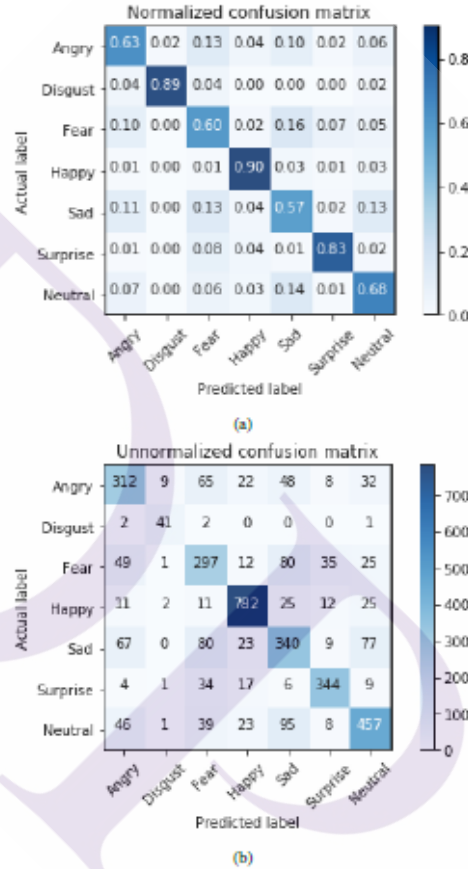 Normalized confusion matrix
Angry 0.63 0.02 0.13 0.04 0.10 0.02 0.06
Disgust 0.04 0.89 0.04 0.00 0.00 0.00 0.02
Fear 0.10 0.00 0.60 0.02 0.16 0.07 0.05
Happy 0.01 0.00 0.01 0.90 0.03 0.01 0.03
Sad 0.11 0.00 0.13 0.04 0.57 0.02 0.13
Surprise 0.01 0.00 0.08 0.04 0.01 0.83 0.02
Neutral 0.07 0.00 0.06 0.03 0.14 0.01 0.68
Actual label
Angry Disgust Fear Happy Sad Surprise Neutral
Predicted label
0.8
0.6
0.4
0.2
0.0
(a)
Unnormalized confusion matrix
Angry 312 9 65 22 48 8 32
Disgust 2 41 2 0 0 0 1
Fear 49 1 297 12 80 35 25
Happy 11 2 11 782 25 12 25
Sad 67 0 80 23 340 9 77
Surprise 4 1 34 17 6 344 9
Neutral 46 1 39 23 95 8 457
Actual label
Angry Disgust Fear Happy Sad Surprise Neutral
Predicted label
700
600
500
400
300
200
100
0
(b)